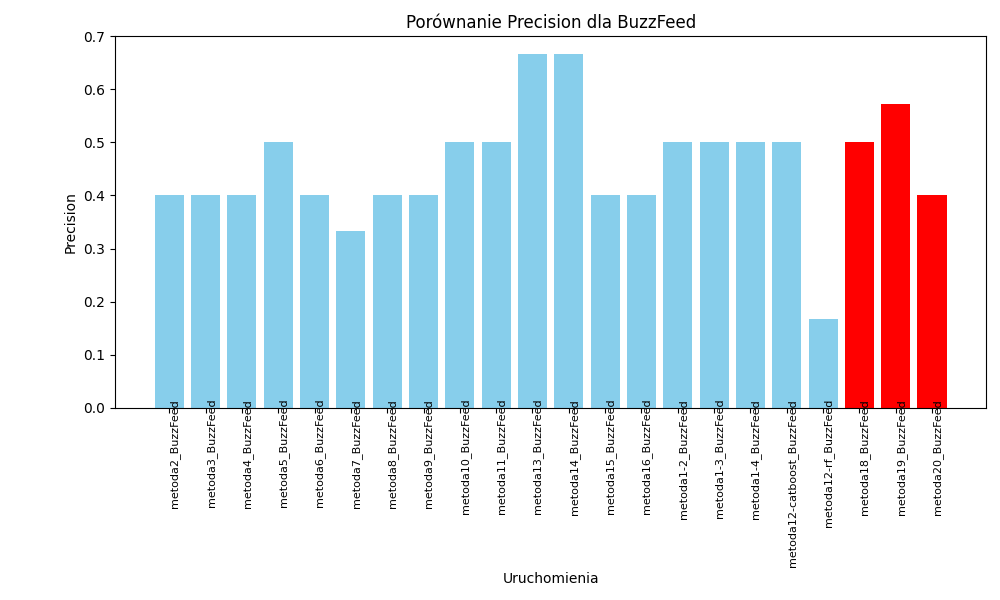 Porównanie Precision dla BuzzFeed
Precision
0.7
0.6
0.5
0.4
0.3
0.2
0.1
0.0
metoda2_BuzzFeed
metoda3_BuzzFeed
metoda4_BuzzFeed
metoda5_BuzzFeed
metoda6_BuzzFeed
metoda7_BuzzFeed
metoda8_BuzzFeed
metoda9_BuzzFeed
metoda10_BuzzFeed
metoda11_BuzzFeed
metoda13_BuzzFeed
metoda14_BuzzFeed
metoda15_BuzzFeed
metoda-16_BuzzFeed
metoda1-2_BuzzFeed
metoda1-3_BuzzFeed
metoda1-4_BuzzFeed
metoda12-catboost_BuzzFeed
metoda12-rf_BuzzFeed
metoda18_BuzzFeed
metoda19_BuzzFeed
metoda20_BuzzFeed
Uruchomienia